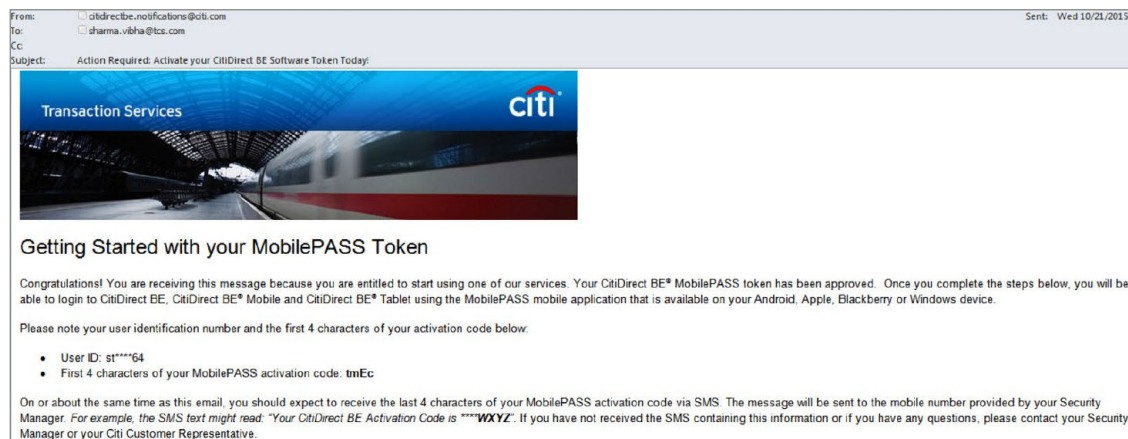 From: citidirectbe.notifications@citi.com Sent: Wed 10/21/2015
To: sharma.vibha@tcs.com
Cc:
Subject: Action Required: Activate your CitiDirect BE Software Token Today!
Transaction Services
citi
Getting Started with your MobilePASS Token
Congratulations! You are receiving this message because you are entitled to start using one of our services. Your CitiDirect BE® MobilePASS token has been approved. Once you complete the steps below, you will be
able to login to CitiDirect BE, CitiDirect BE® Mobile and CitiDirect BE® Tablet using the MobilePASS mobile application that is available on your Android, Apple, Blackberry or Windows device.
Please note your user identification number and the first 4 characters of your activation code below:
• User ID: st****64
• First 4 characters of your MobilePASS activation code: tmEc
On or about the same time as this email, you should expect to receive the last 4 characters of your MobilePASS activation code via SMS. The message will be sent to the mobile number provided by your Security
Manager. For example, the SMS text might read: "Your CitiDirect BE Activation Code is ****WXYZ". If you have not received the SMS containing this information or if you have any questions, please contact your Security
Manager or your Citi Customer Representative.